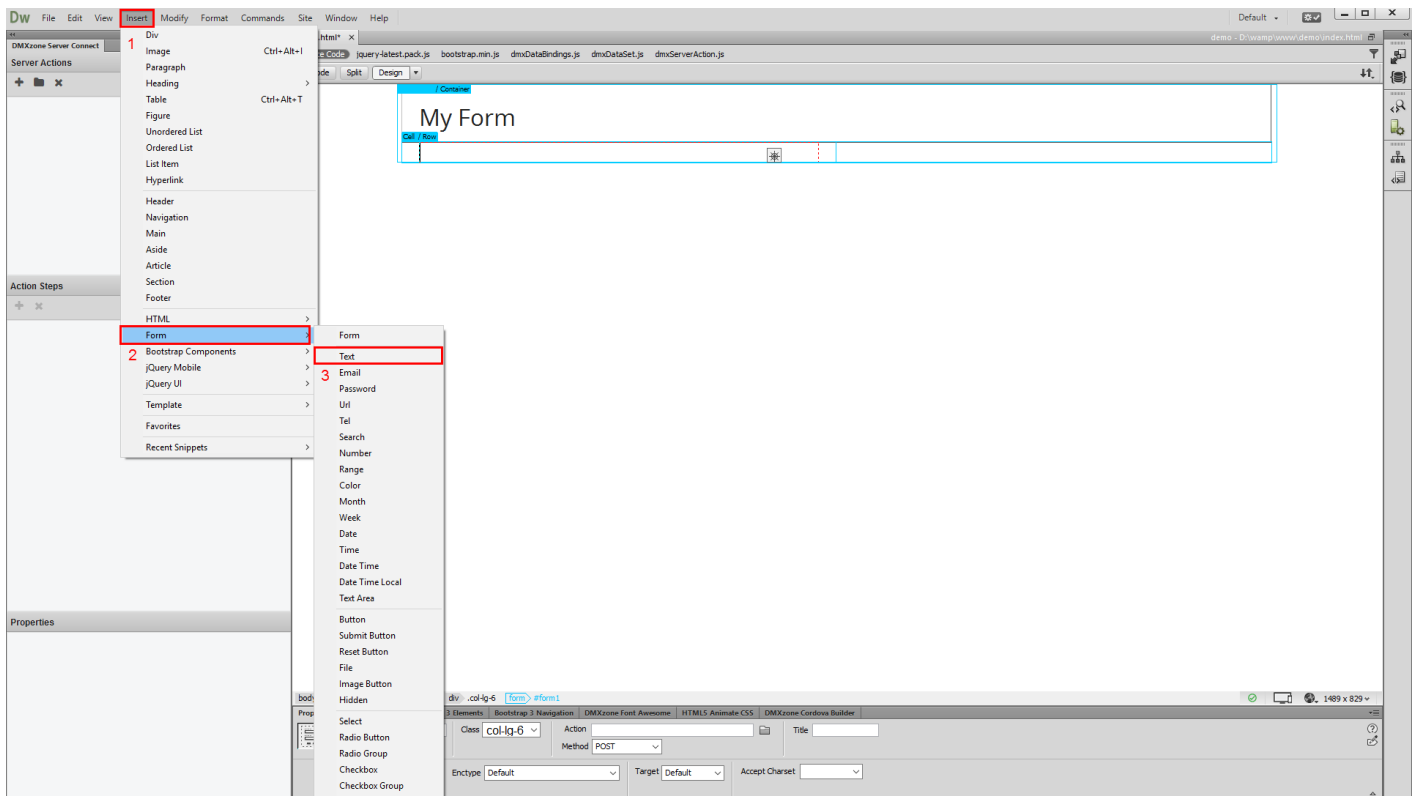 Dw File Edit View Insert Modify Format Commands Site Window Help Default
DMXzone Server Connect
.html* ×
demo - D:\wamp\www\demo\index.html
Code jquery-latest.pack.js bootstrap.min.js dmxDataBindings.js dmxDataSet.js dmxServerAction.js
Split Design
Server Actions
1
Div
Image Ctrl+Alt+I
Paragraph
Heading
Table Ctrl+Alt+T
Figure
Unordered List
Ordered List
List Item
Hyperlink
Header
Navigation
Main
Aside
Article
Section
Footer
HTML
Form
2
Bootstrap Components
jQuery Mobile
jQuery UI
Template
Favorites
Recent Snippets
/ Container
My Form
Cell / Row
Action Steps
Form
Text
3
Email
Password
Url
Tel
Search
Number
Range
Color
Month
Week
Date
Time
Date Time
Date Time Local
Text Area
Button
Submit Button
Reset Button
File
Image Button
Hidden
Select
Radio Button
Radio Group
Checkbox
Checkbox Group
Properties
body div .col-lg-6 form #form1 1489 x 829
Prop 3 Elements Bootstrap 3 Navigation DMXzone Font Awesome HTML5 Animate CSS DMXzone Cordova Builder
Class col-lg-6 Action Title
Method POST
Enctype Default Target Default Accept Charset